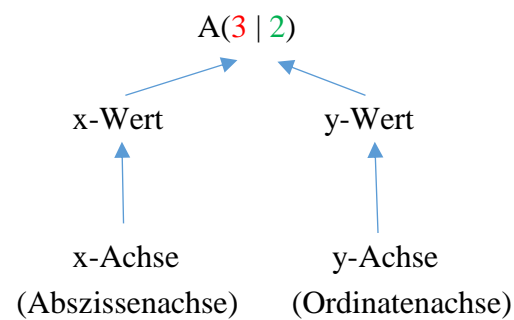 A(3 | 2)
x-Wert y-Wert
x-Achse y-Achse
(Abszissenachse) (Ordinatenachse)